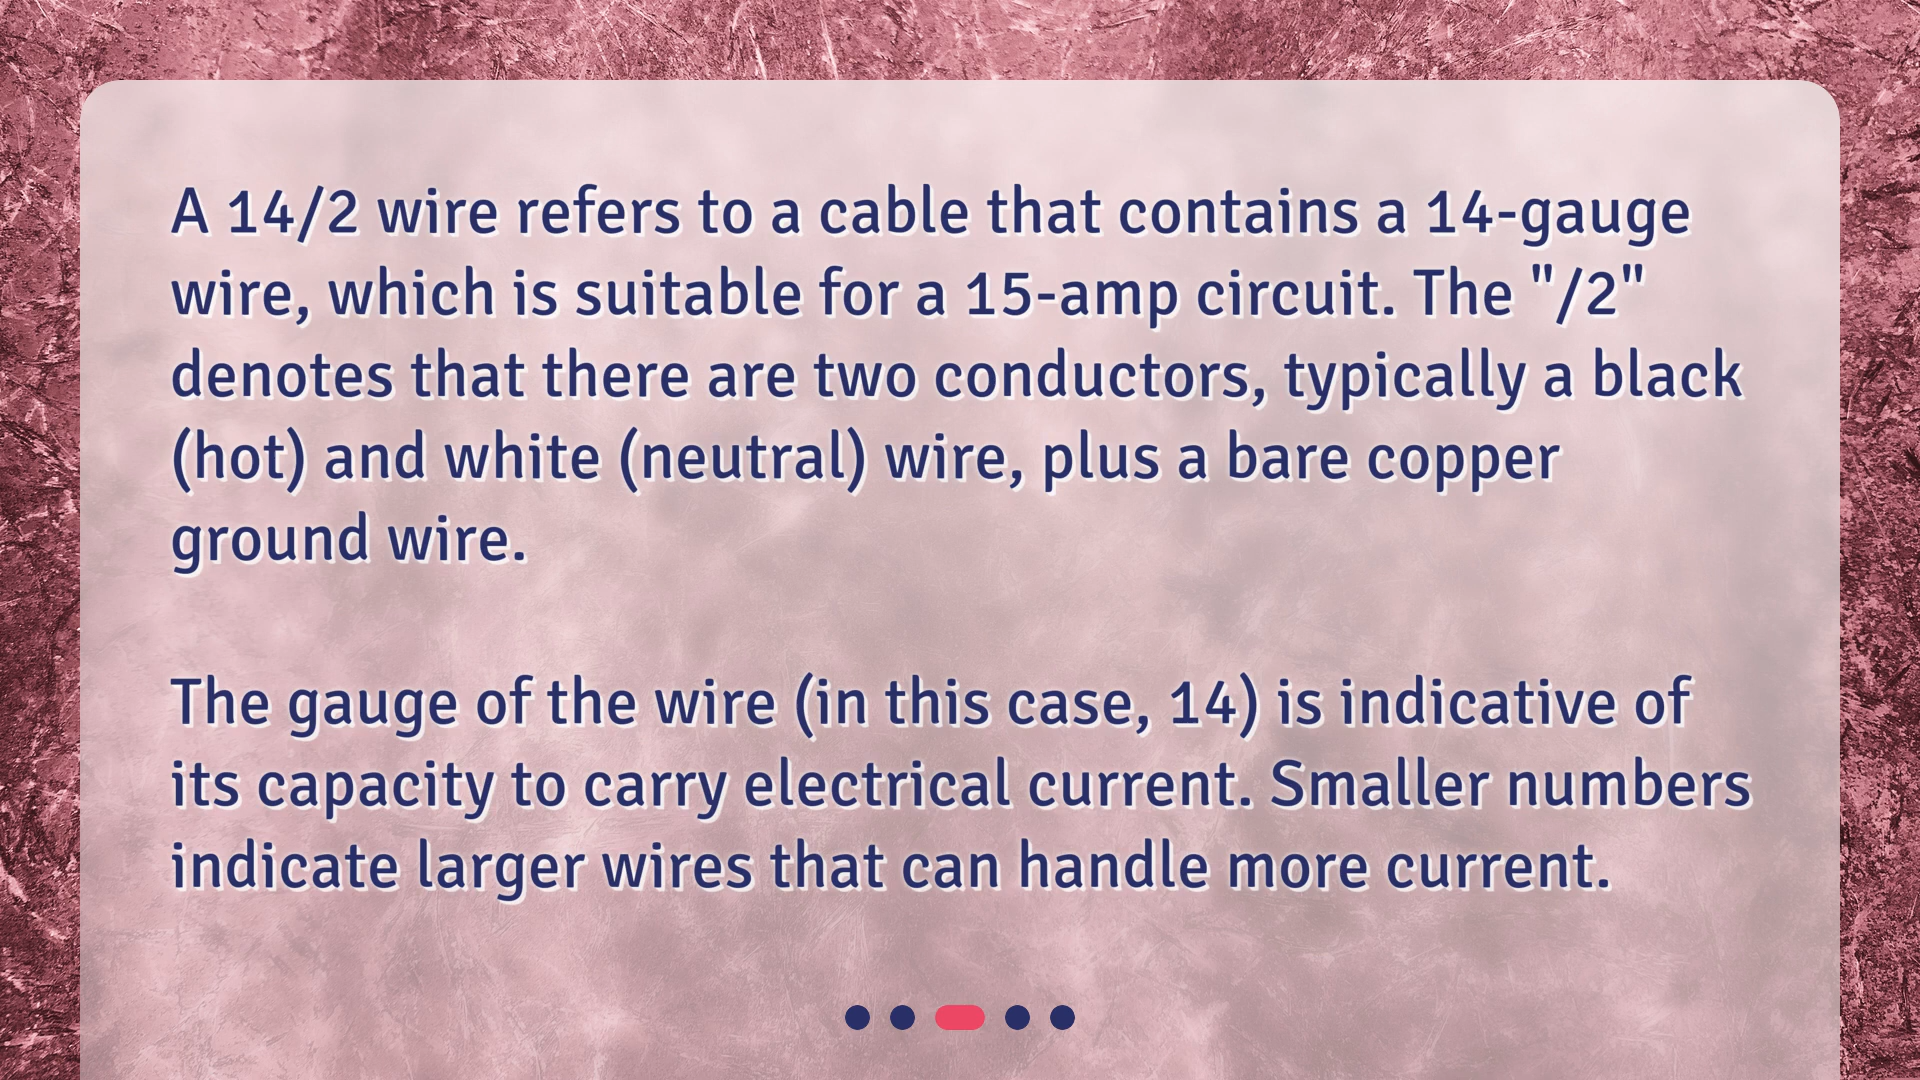 A 14/2 wire refers to a cable that contains a 14-gauge
wire, which is suitable for a 15-amp circuit. The "/2"
denotes that there are two conductors, typically a black
(hot) and white (neutral) wire, plus a bare copper
ground wire.
The gauge of the wire (in this case, 14) is indicative of
its capacity to carry electrical current. Smaller numbers
indicate larger wires that can handle more current.